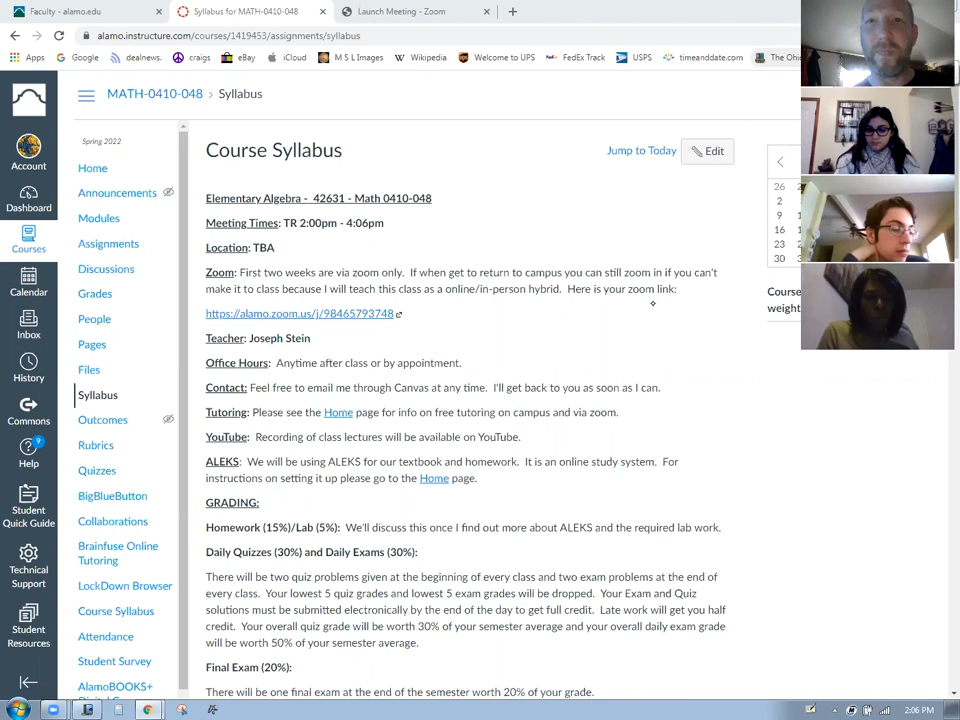 Faculty - alamo.edu
Syllabus for MATH-0410-048
Launch Meeting - Zoom
alamo.instructure.com/courses/1419453/assignments/syllabus
Apps
Google
dealnews.
craigs
eBay
iCloud
M S L Images
Wikipedia
Welcome to UPS
FedEx Track
USPS
timeanddate.com
The Ohi
MATH-0410-048 › Syllabus
Account
Dashboard
Courses
Calendar
Inbox
History
Commons
9
Help
Student
Quick Guide
Technical
Support
Student
Resources
Spring 2022
Home
Announcements
Modules
Assignments
Discussions
Grades
People
Pages
Files
Syllabus
Outcomes
Rubrics
Quizzes
BigBlueButton
Collaborations
Brainfuse Online
Tutoring
LockDown Browser
Course Syllabus
Attendance
Student Survey
AlamoBOOKS+
Course Syllabus
Jump to Today
Edit
Elementary Algebra - 42631 - Math 0410-048
Meeting Times: TR 2:00pm - 4:06pm
Location: TBA
Zoom: First two weeks are via zoom only. If when get to return to campus you can still zoom in if you can't
make it to class because I will teach this class as a online/in-person hybrid. Here is your zoom link:
https://alamo.zoom.us/j/98465793748
Teacher: Joseph Stein
Office Hours: Anytime after class or by appointment.
Contact: Feel free to email me through Canvas at any time. I'll get back to you as soon as I can.
Tutoring: Please see the Home page for info on free tutoring on campus and via zoom.
YouTube: Recording of class lectures will be available on YouTube.
ALEKS: We will be using ALEKS for our textbook and homework. It is an online study system. For
instructions on setting it up please go to the Home page.
GRADING:
Homework (15%)/Lab (5%): We'll discuss this once I find out more about ALEKS and the required lab work.
Daily Quizzes (30%) and Daily Exams (30%):
There will be two quiz problems given at the beginning of every class and two exam problems at the end of
every class. Your lowest 5 quiz grades and lowest 5 exam grades will be dropped. Your Exam and Quiz
solutions must be submitted electronically by the end of the day to get full credit. Late work will get you half
credit. Your overall quiz grade will be worth 30% of your semester average and your overall daily exam grade
will be worth 50% of your semester average.
Final Exam (20%):
There will be one final exam at the end of the semester worth 20% of your grade.
26
2
9
16
23
30
Course
weight
2:06 PM